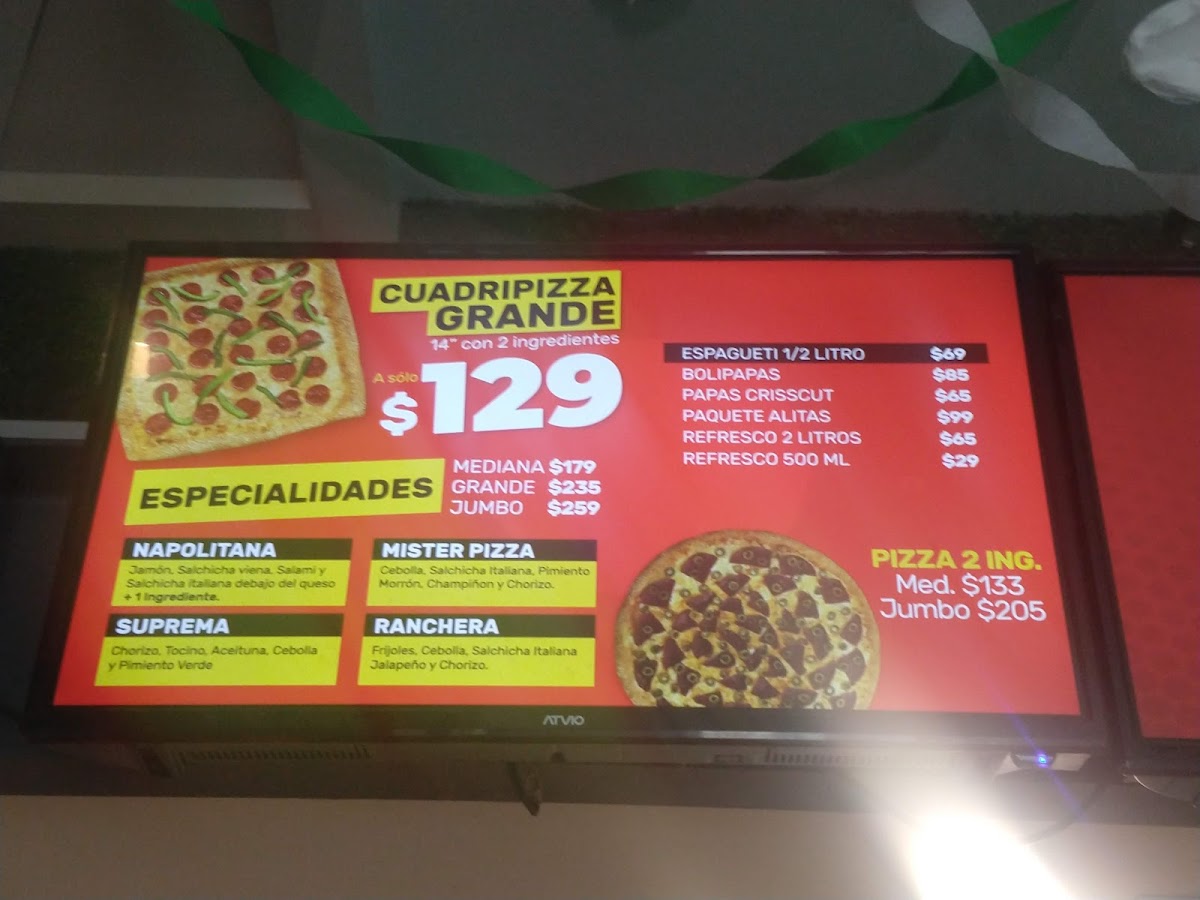 CUADRIPIZZA
GRANDE
14" con 2 ingredientes
A sólo
$129
ESPAGUETI 1/2 LITRO $69
BOLIPAPAS $85
PAPAS CRISSCUT $65
PAQUETE ALITAS $99
REFRESCO 2 LITROS $65
REFRESCO 500 ML $29
ESPECIALIDADES
MEDIANA $179
GRANDE $235
JUMBO $259
NAPOLITANA
Jamón, Salchicha viena, Salami y
Salchicha italiana debajo del queso
+ 1 Ingrediente.
MISTER PIZZA
Cebolla, Salchicha Italiana, Pimiento
Morrón, Champiñon y Chorizo.
SUPREMA
Chorizo, Tocino, Aceituna, Cebolla
y Pimiento Verde
RANCHERA
Frijoles, Cebolla, Salchicha Italiana
Jalapeño y Chorizo.
PIZZA 2 ING.
Med. $133
Jumbo $205
ATVIO